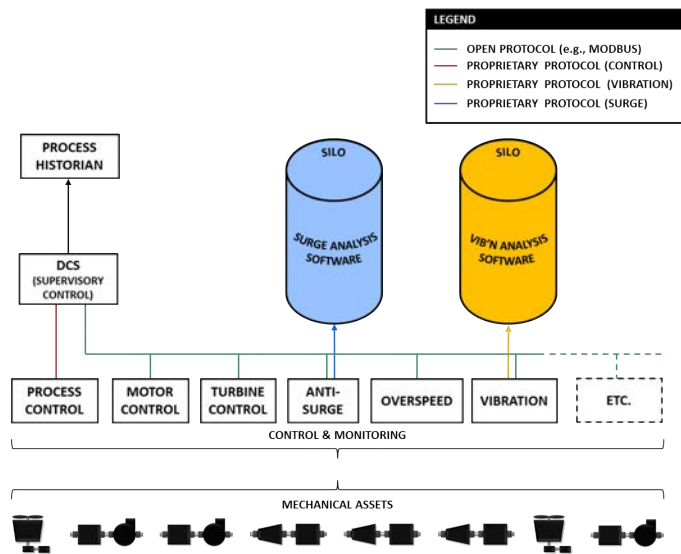 LEGEND
OPEN PROTOCOL (e.g., MODBUS)
PROPRIETARY PROTOCOL (CONTROL)
PROPRIETARY PROTOCOL (VIBRATION)
PROPRIETARY PROTOCOL (SURGE)
PROCESS
HISTORIAN
SILO
SURGE ANALYSIS
SOFTWARE
SILO
VIB'N ANALYSIS
SOFTWARE
DCS
(SUPERVISORY
CONTROL)
PROCESS
CONTROL
MOTOR
CONTROL
TURBINE
CONTROL
ANTI-
SURGE
OVERSPEED
VIBRATION
ETC.
CONTROL & MONITORING
MECHANICAL ASSETS